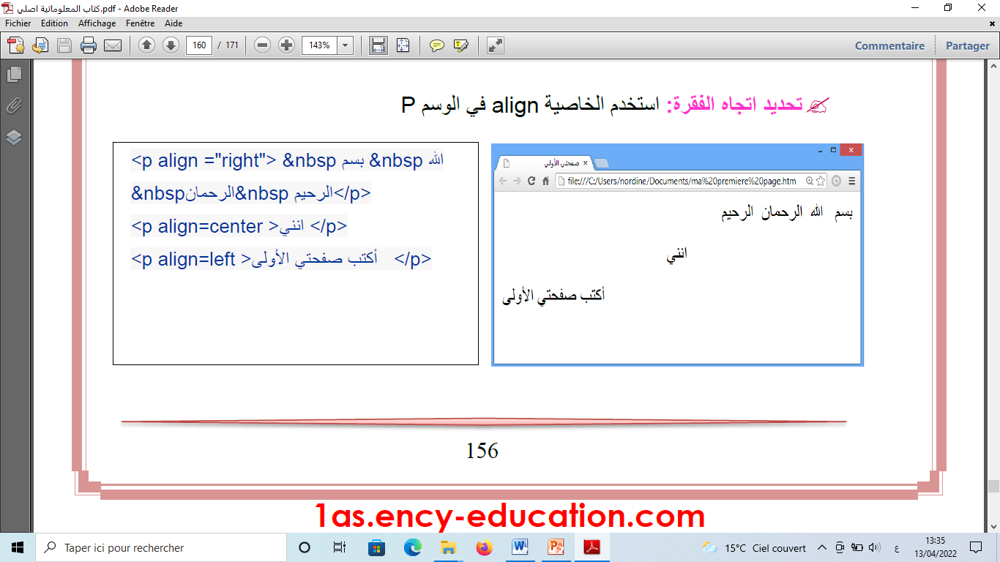 كتاب المعلوماتية اصلي.pdf - Adobe Reader
Fichier Edition Affichage Fenêtre Aide
160 / 171 143% Commentaire Partager
تحديد اتجاه الفقرة: استخدم الخاصية align في الوسم P
<p align ="right"> &nbsp بسم &nbsp الله
&nbspالرحمان&nbsp الرحيم</p>
<p align=center >انني </p>
<p align=left >أكتب صفحتي الأولى </p>
صفحتي الأولي
file:///C:/Users/nordine/Documents/ma%20premiere%20page.htm
بسم الله الرحمان الرحيم
انني
أكتب صفحتي الأولى
156
1as.ency-education.com
Taper ici pour rechercher
15°C Ciel couvert
ع
13:35
13/04/2022